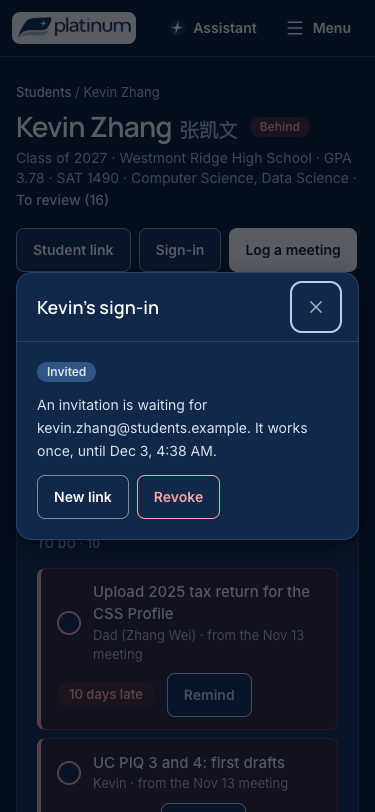 platinum
Assistant
Menu
Students / Kevin Zhang
Kevin Zhang 张凯文 Behind
Class of 2027 · Westmont Ridge High School · GPA
3.78 · SAT 1490 · Computer Science, Data Science ·
To review (16)
Student link
Sign-in
Log a meeting
Kevin's sign-in
Invited
An invitation is waiting for
kevin.zhang@students.example. It works
once, until Dec 3, 4:38 AM.
New link
Revoke
TO DO · 10
Upload 2025 tax return for the
CSS Profile
Dad (Zhang Wei) · from the Nov 13
meeting
10 days late
Remind
UC PIQ 3 and 4: first drafts
Kevin · from the Nov 13 meeting